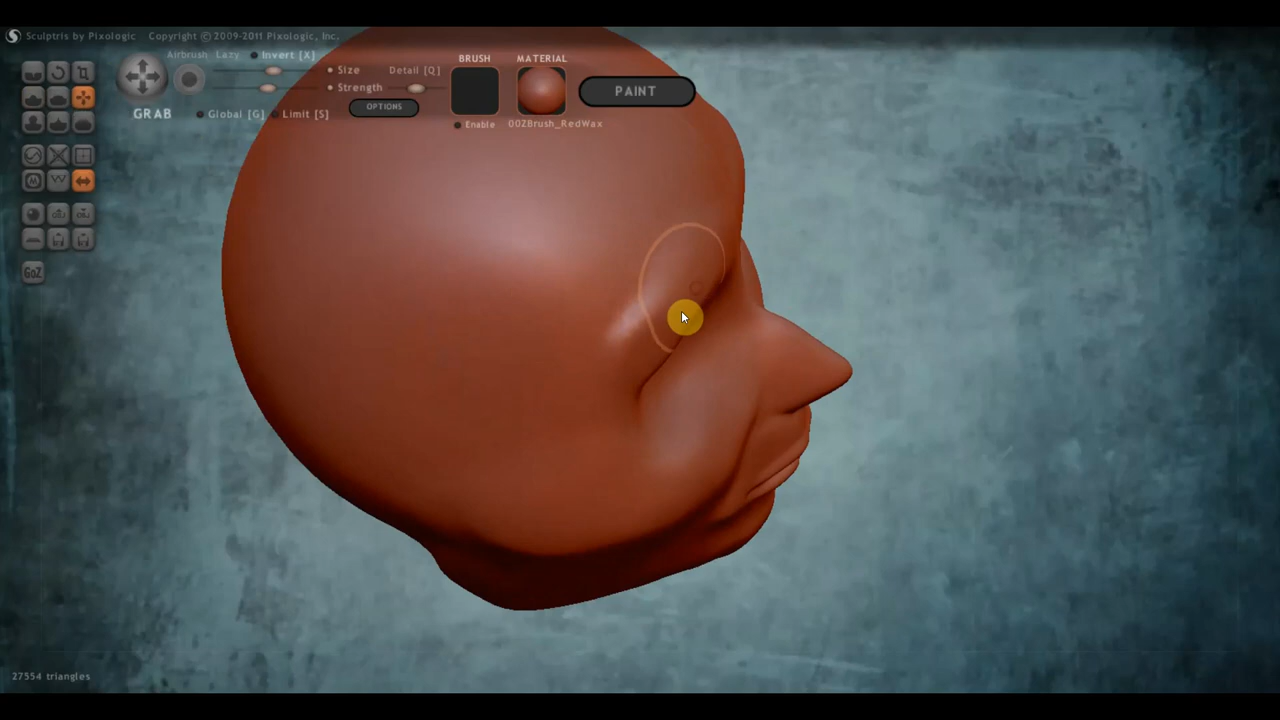 Sculptris by Pixologic Copyright © 2009-2011 Pixologic, Inc.
Airbrush Lazy Invert [X]
BRUSH MATERIAL
Size Detail [Q]
Strength
PAINT
OPTIONS
GRAB Global [G] Limit [S]
Enable 00ZBrush_RedWax
GoZ
27554 triangles